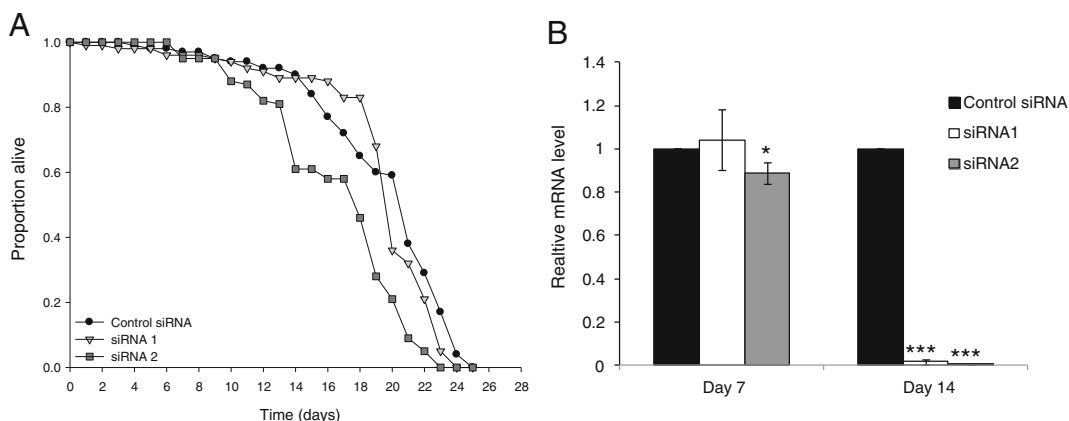 A
1.0
0.8
0.6
0.4
0.2
0.0
Proportion alive
Control siRNA
siRNA 1
siRNA 2
0 2 4 6 8 10 12 14 16 18 20 22 24 26 28
Time (days)
B
1.4
1.2
1
0.8
0.6
0.4
0.2
0
Realtive mRNA level
Control siRNA
siRNA1
siRNA2
*
*** ***
Day 7 Day 14